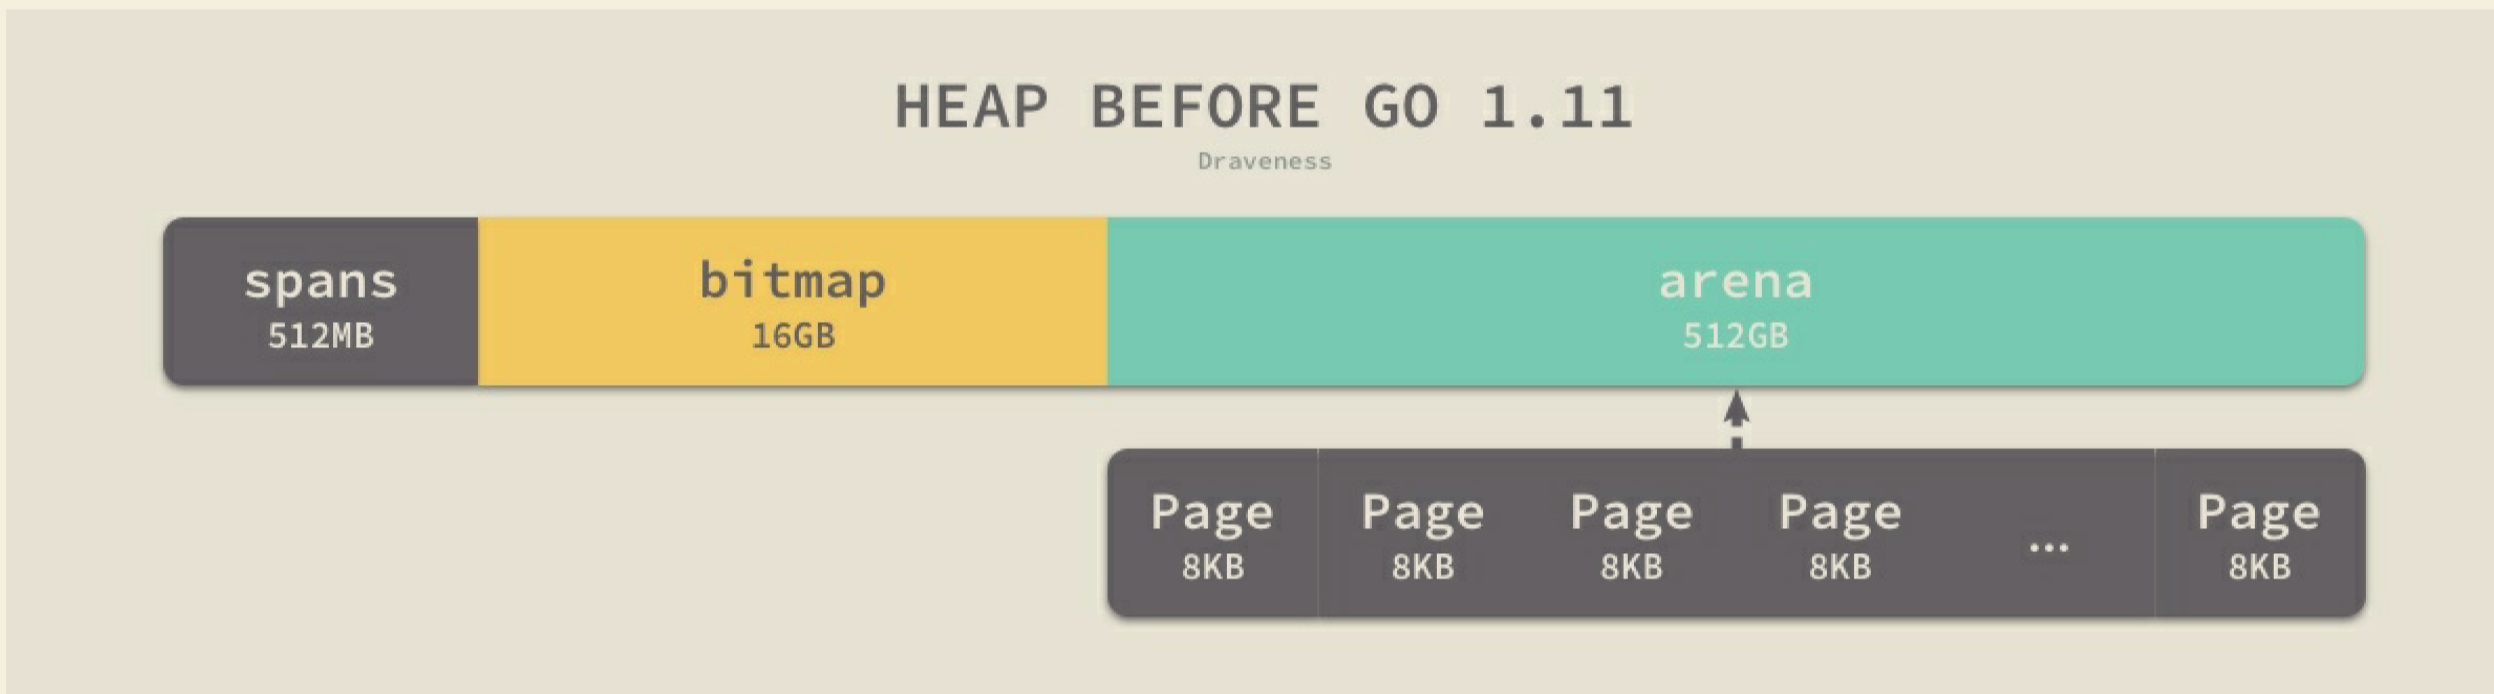 HEAP BEFORE GO 1.11
Draveness
spans bitmap arena
512MB 16GB 512GB
Page Page Page Page ... Page
8KB 8KB 8KB 8KB 8KB